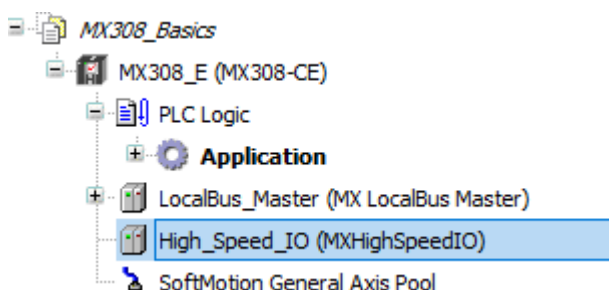 MX308_Basics
MX308_E (MX308-CE)
PLC Logic
Application
LocalBus_Master (MX LocalBus Master)
High_Speed_IO (MXHighSpeedIO)
SoftMotion General Axis Pool